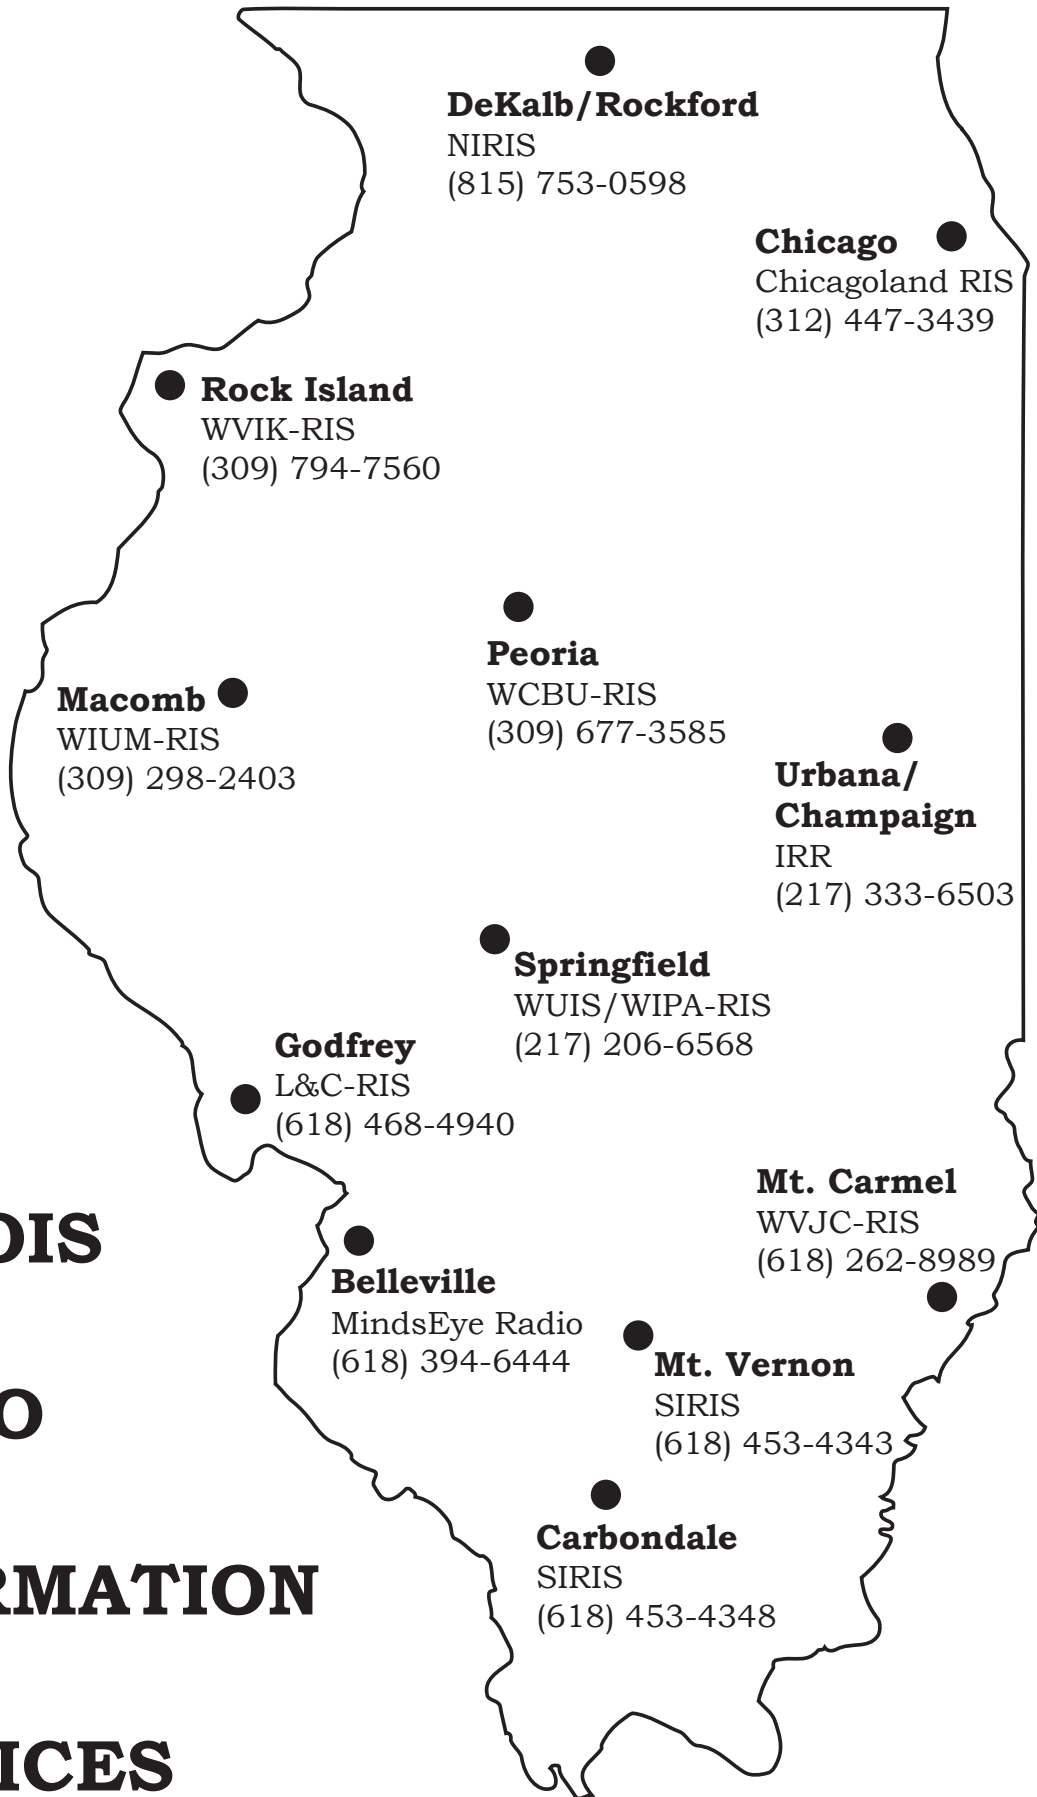 DeKalb/Rockford
NIRIS
(815) 753-0598
Chicago
Chicagoland RIS
(312) 447-3439
Rock Island
WVIK-RIS
(309) 794-7560
Peoria
WCBU-RIS
(309) 677-3585
Macomb
WIUM-RIS
(309) 298-2403
Urbana/
Champaign
IRR
(217) 333-6503
Springfield
WUIS/WIPA-RIS
(217) 206-6568
Godfrey
L&C-RIS
(618) 468-4940
Mt. Carmel
WVJC-RIS
(618) 262-8989
Belleville
MindsEye Radio
(618) 394-6444
Mt. Vernon
SIRIS
(618) 453-4343
Carbondale
SIRIS
(618) 453-4348
OIS
O
RMATION
ICES